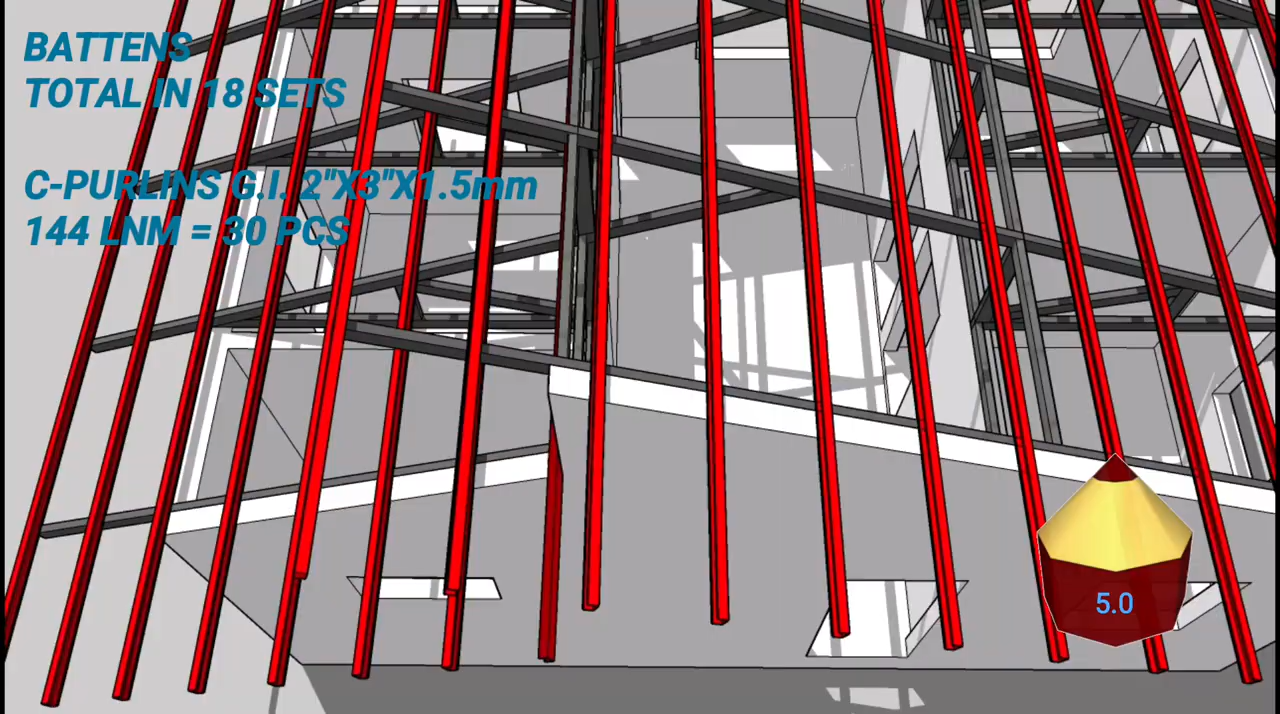 BATTENS
TOTAL IN 18 SETS
C-PURLINS G.I. 2"X3"X1.5mm
144 LNM = 30 PCS
5.0